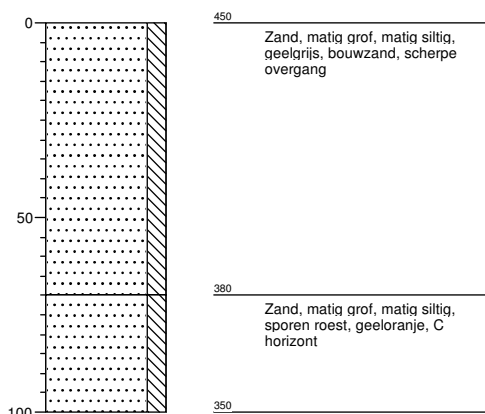 0
450
Zand, matig grof, matig siltig,
geelgrijs, bouwzand, scherpe
overgang
50
380
Zand, matig grof, matig siltig,
sporen roest, geeloranje, C
horizont
100
350